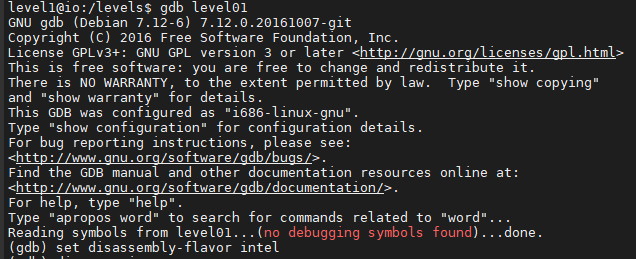 level1@io:/levels$ gdb level01
GNU gdb (Debian 7.12-6) 7.12.0.20161007-git
Copyright (C) 2016 Free Software Foundation, Inc.
License GPLv3+: GNU GPL version 3 or later <http://gnu.org/licenses/gpl.html>
This is free software: you are free to change and redistribute it.
There is NO WARRANTY, to the extent permitted by law.  Type "show copying"
and "show warranty" for details.
This GDB was configured as "i686-linux-gnu".
Type "show configuration" for configuration details.
For bug reporting instructions, please see:
<http://www.gnu.org/software/gdb/bugs/>.
Find the GDB manual and other documentation resources online at:
<http://www.gnu.org/software/gdb/documentation/>.
For help, type "help".
Type "apropos word" to search for commands related to "word"...
Reading symbols from level01...(no debugging symbols found)...done.
(gdb) set disassembly-flavor intel